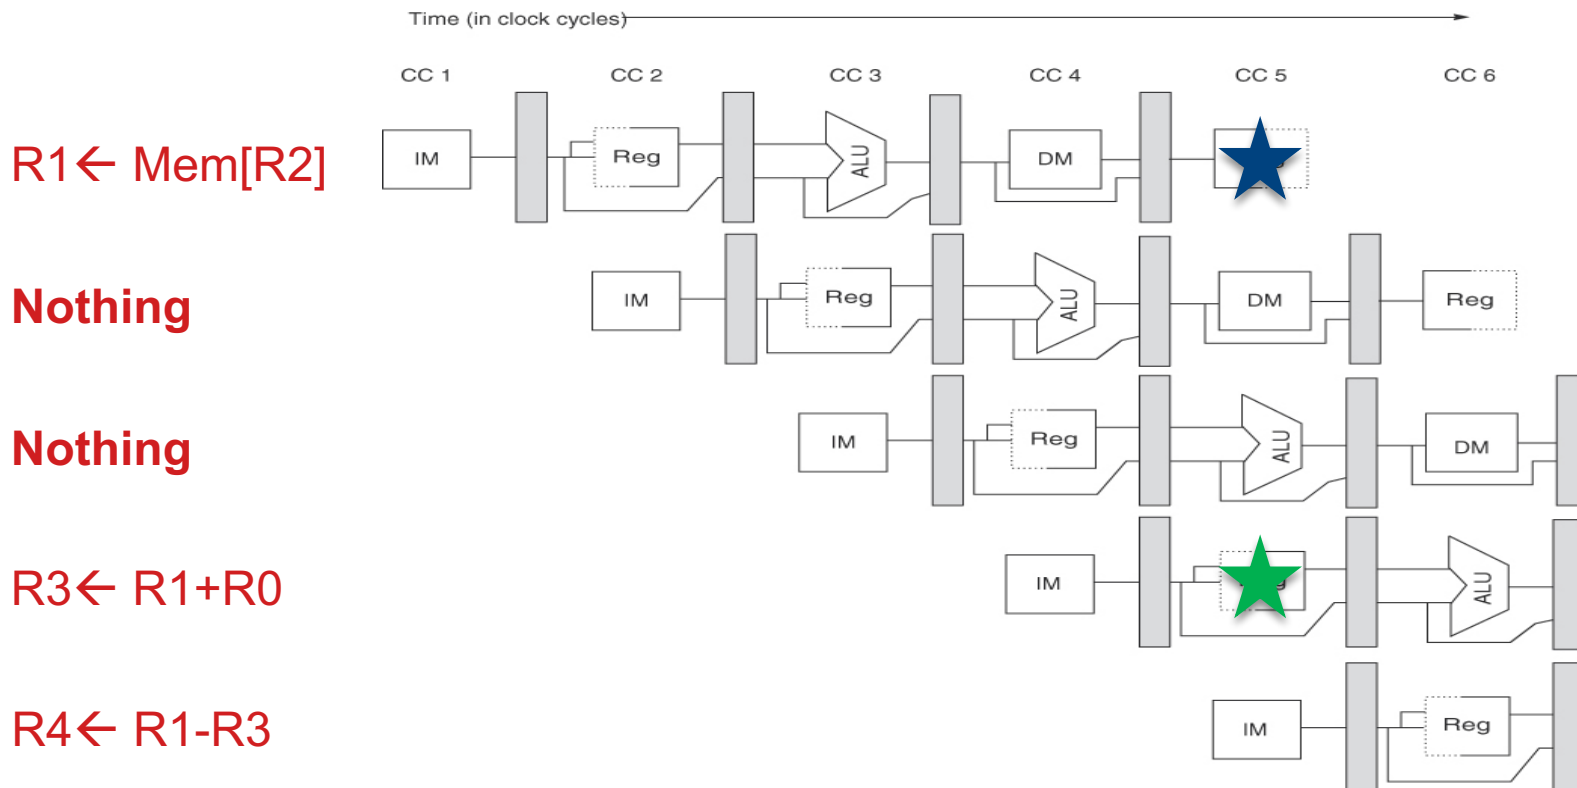 Time (in clock cycles)
CC 1 CC 2 CC 3 CC 4 CC 5 CC 6
R1← Mem[R2] IM Reg ALU DM
Nothing IM Reg ALU DM Reg
Nothing IM Reg ALU DM
R3← R1+R0 IM ALU
R4← R1-R3 IM Reg